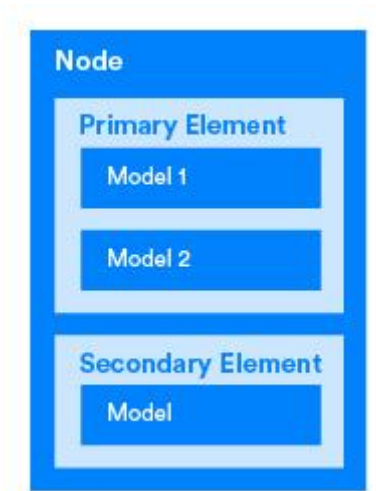 Node
Primary Element
Model 1
Model 2
Secondary Element
Model